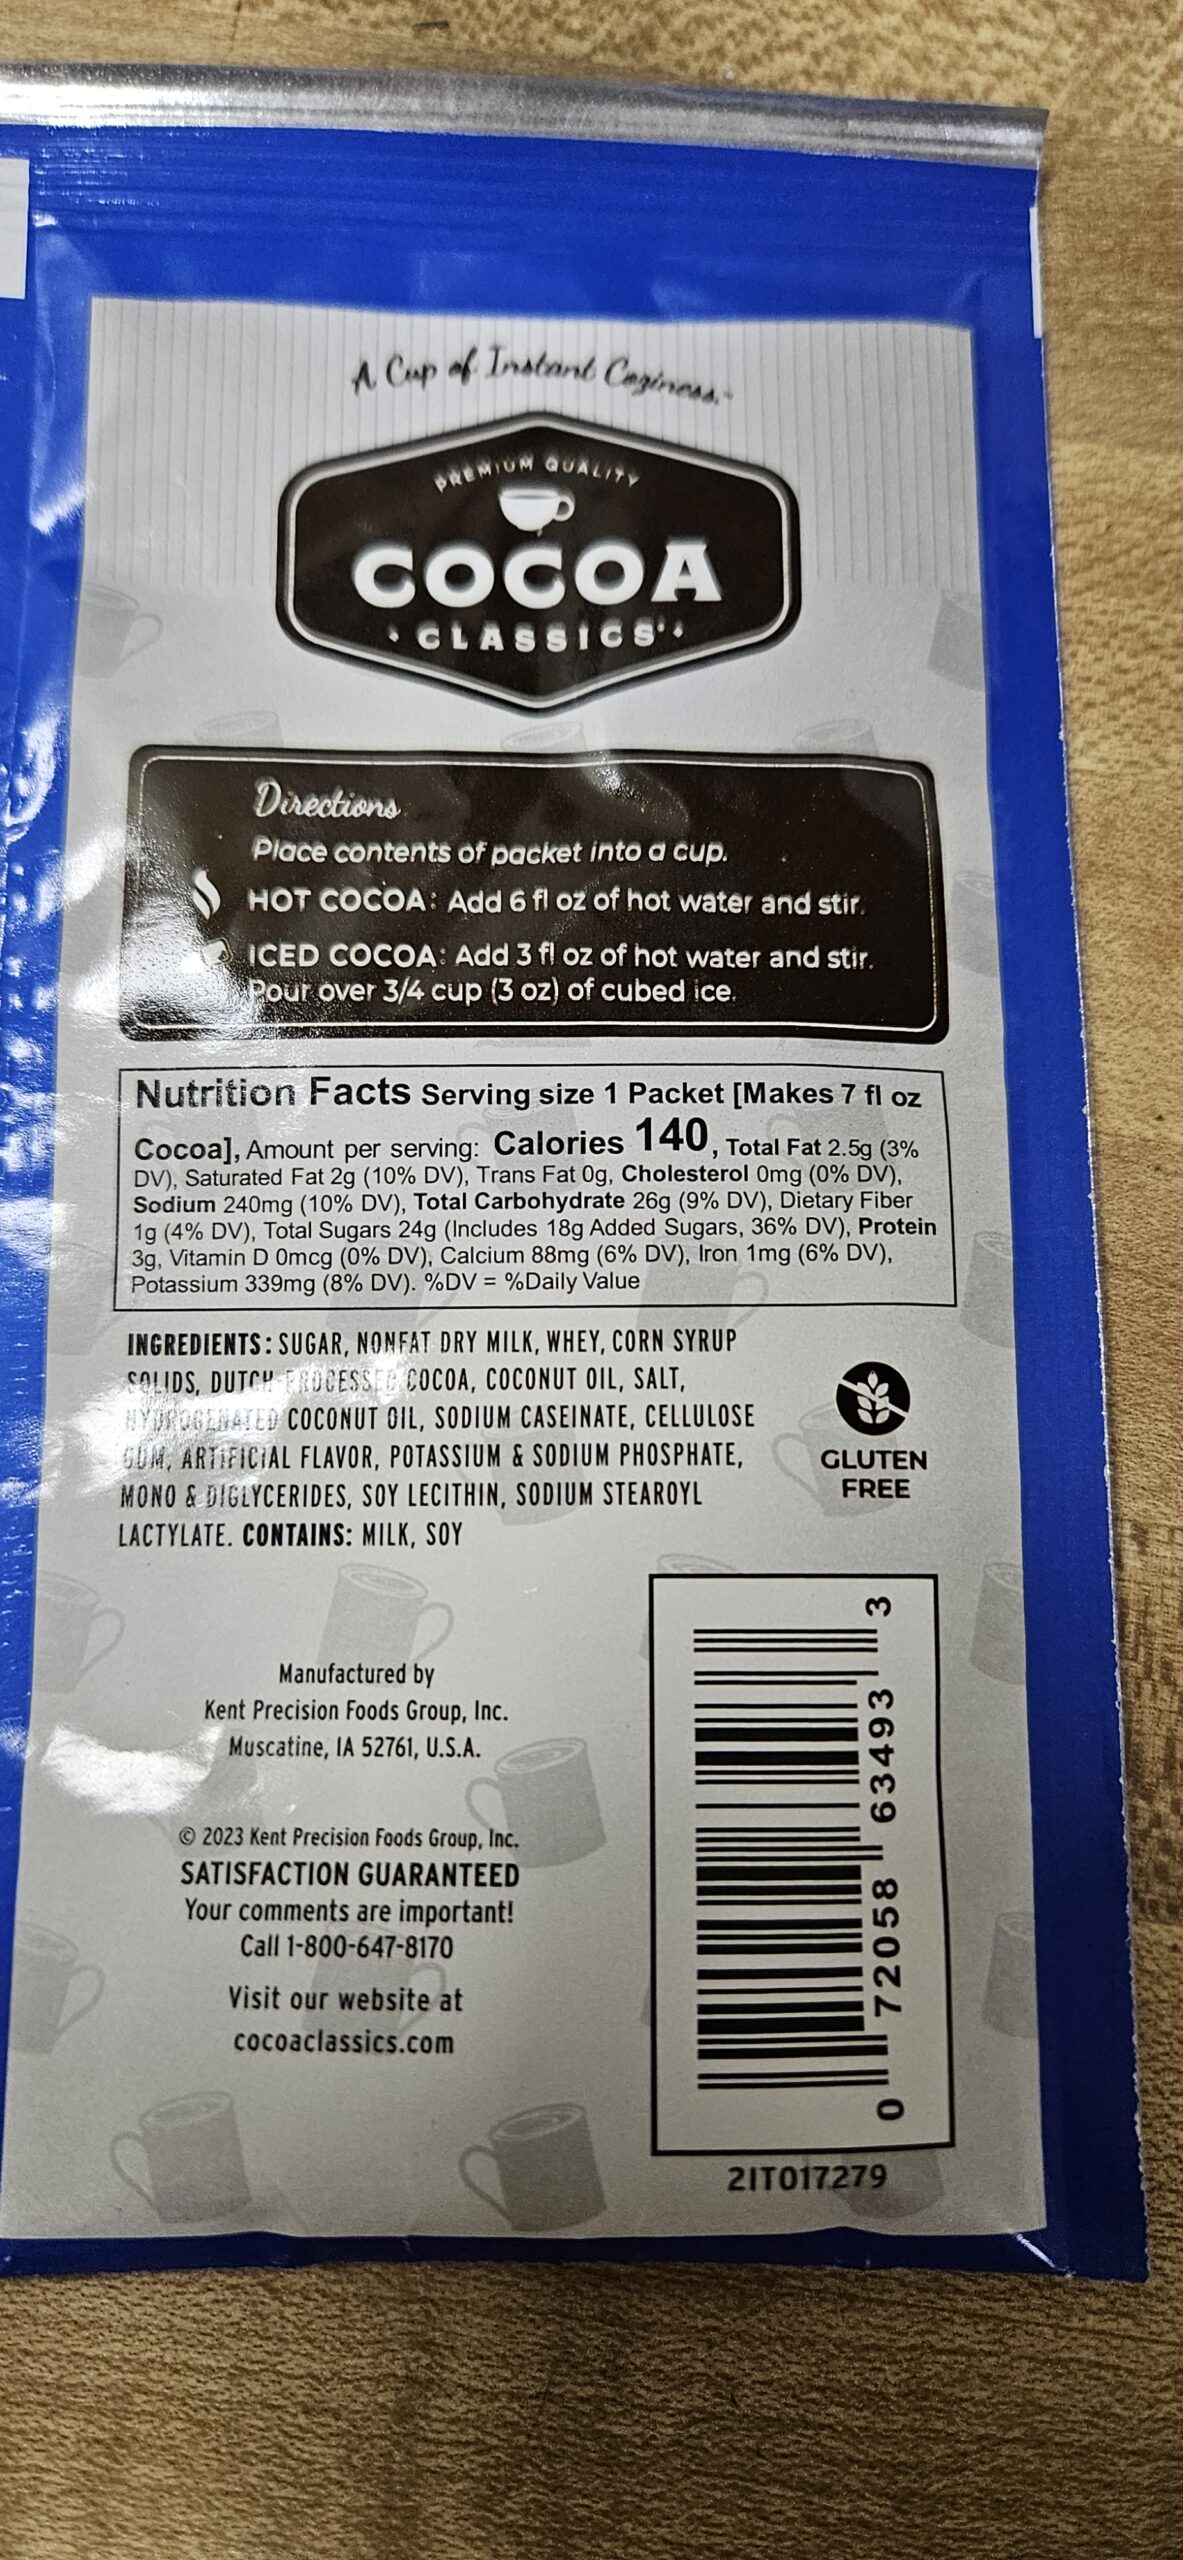 A Cup of Instant Coziness.™
PREMIUM QUALITY
COCOA
CLASSICS
Directions
Place contents of packet into a cup.
HOT COCOA: Add 6 fl oz of hot water and stir.
ICED COCOA: Add 3 fl oz of hot water and stir.
Pour over 3/4 cup (3 oz) of cubed ice.
Nutrition Facts Serving size 1 Packet [Makes 7 fl oz
Cocoa], Amount per serving: Calories 140, Total Fat 2.5g (3%
DV), Saturated Fat 2g (10% DV), Trans Fat 0g, Cholesterol 0mg (0% DV),
Sodium 240mg (10% DV), Total Carbohydrate 26g (9% DV), Dietary Fiber
1g (4% DV), Total Sugars 24g (Includes 18g Added Sugars, 36% DV), Protein
3g, Vitamin D 0mcg (0% DV), Calcium 88mg (6% DV), Iron 1mg (6% DV),
Potassium 339mg (8% DV). %DV = %Daily Value
INGREDIENTS: SUGAR, NONFAT DRY MILK, WHEY, CORN SYRUP
SOLIDS, DUTCH PROCESSED COCOA, COCONUT OIL, SALT,
HYDROGENATED COCONUT OIL, SODIUM CASEINATE, CELLULOSE
GUM, ARTIFICIAL FLAVOR, POTASSIUM & SODIUM PHOSPHATE,
MONO & DIGLYCERIDES, SOY LECITHIN, SODIUM STEAROYL
LACTYLATE. CONTAINS: MILK, SOY
GLUTEN
FREE
Manufactured by
Kent Precision Foods Group, Inc.
Muscatine, IA 52761, U.S.A.
© 2023 Kent Precision Foods Group, Inc.
SATISFACTION GUARANTEED
Your comments are important!
Call 1-800-647-8170
Visit our website at
cocoaclassics.com
0 72058 63493 3
21T017279